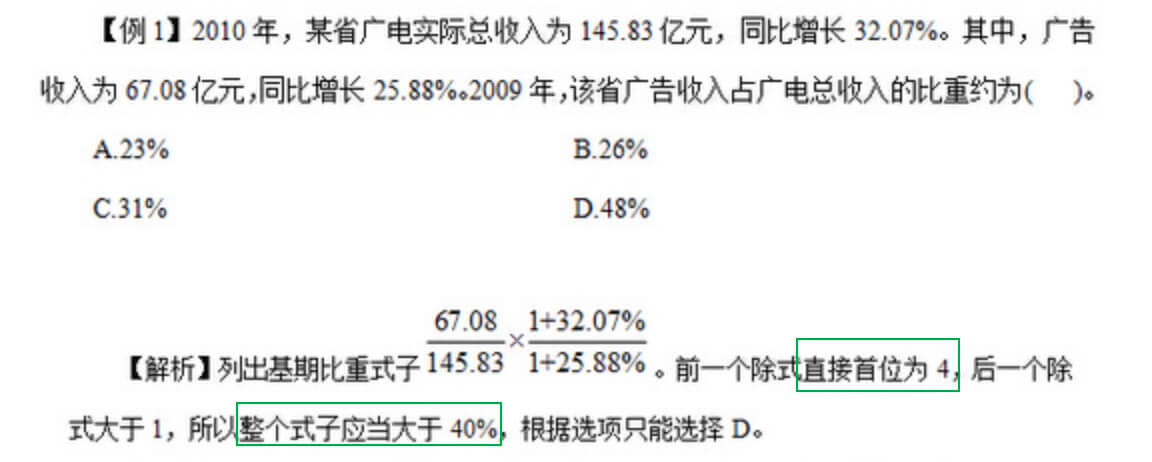 【例 1】2010 年，某省广电实际总收入为 145.83 亿元，同比增长 32.07%。其中，广告
收入为 67.08 亿元,同比增长 25.88%。2009 年,该省广告收入占广电总收入的比重约为(    )。
A.23%    B.26%
C.31%    D.48%
67.08    1+32.07%
【解析】列出基期比重式子 ——— × ——— 。前一个除式直接首位为 4，后一个除
145.83    1+25.88%
式大于 1，所以整个式子应当大于 40%，根据选项只能选择 D。